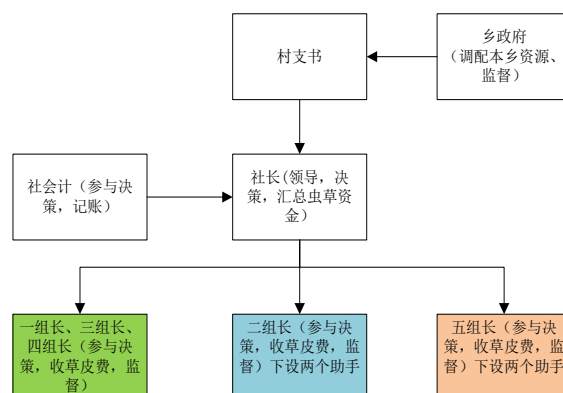 乡政府
（调配本乡资源、
监督）
村支书
社会计（参与决
策，记账）
社长(领导，决
策，汇总虫草资
金）
一组长、三组长、
四组长（参与决
策，收草皮费，监
督）
二组长（参与决
策，收草皮费，监
督）下设两个助手
五组长（参与决
策，收草皮费，监
督）下设两个助手